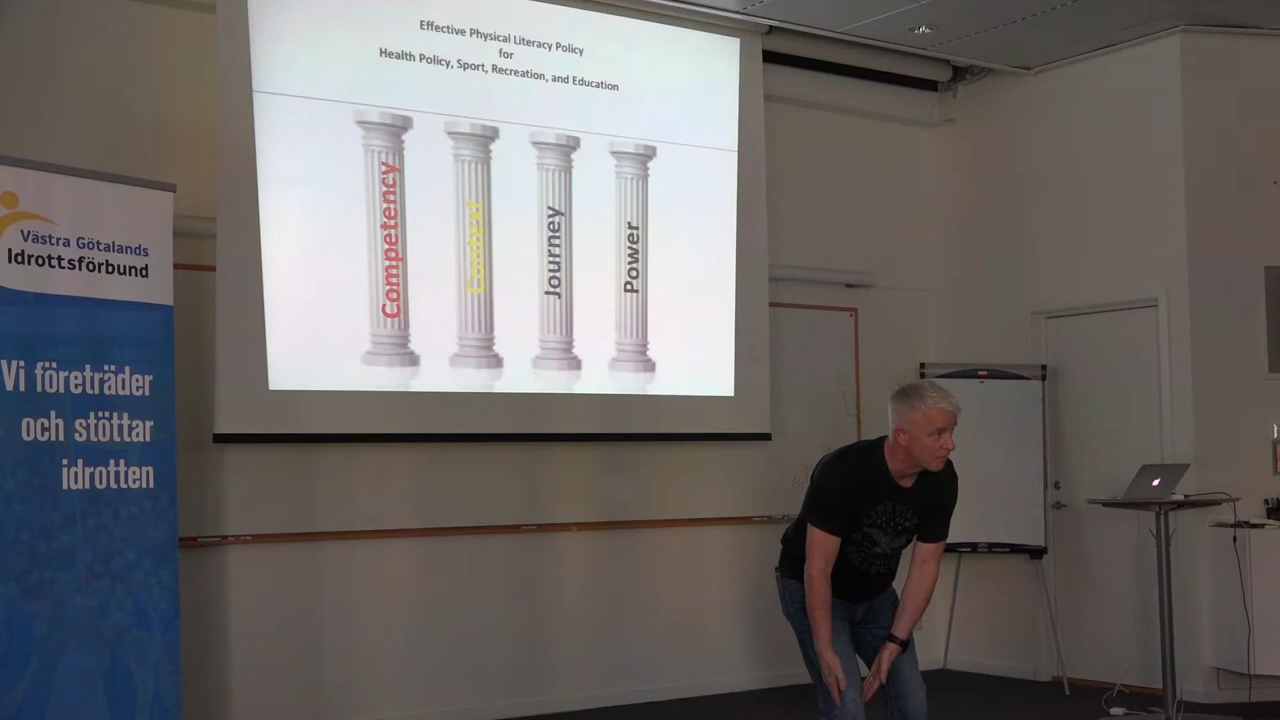 Effective Physical Literacy Policy
for
Health Policy, Sport, Recreation, and Education
Competency
Context
Journey
Power
Västra Götalands
Idrottsförbund
Vi företräder
och stöttar
idrotten